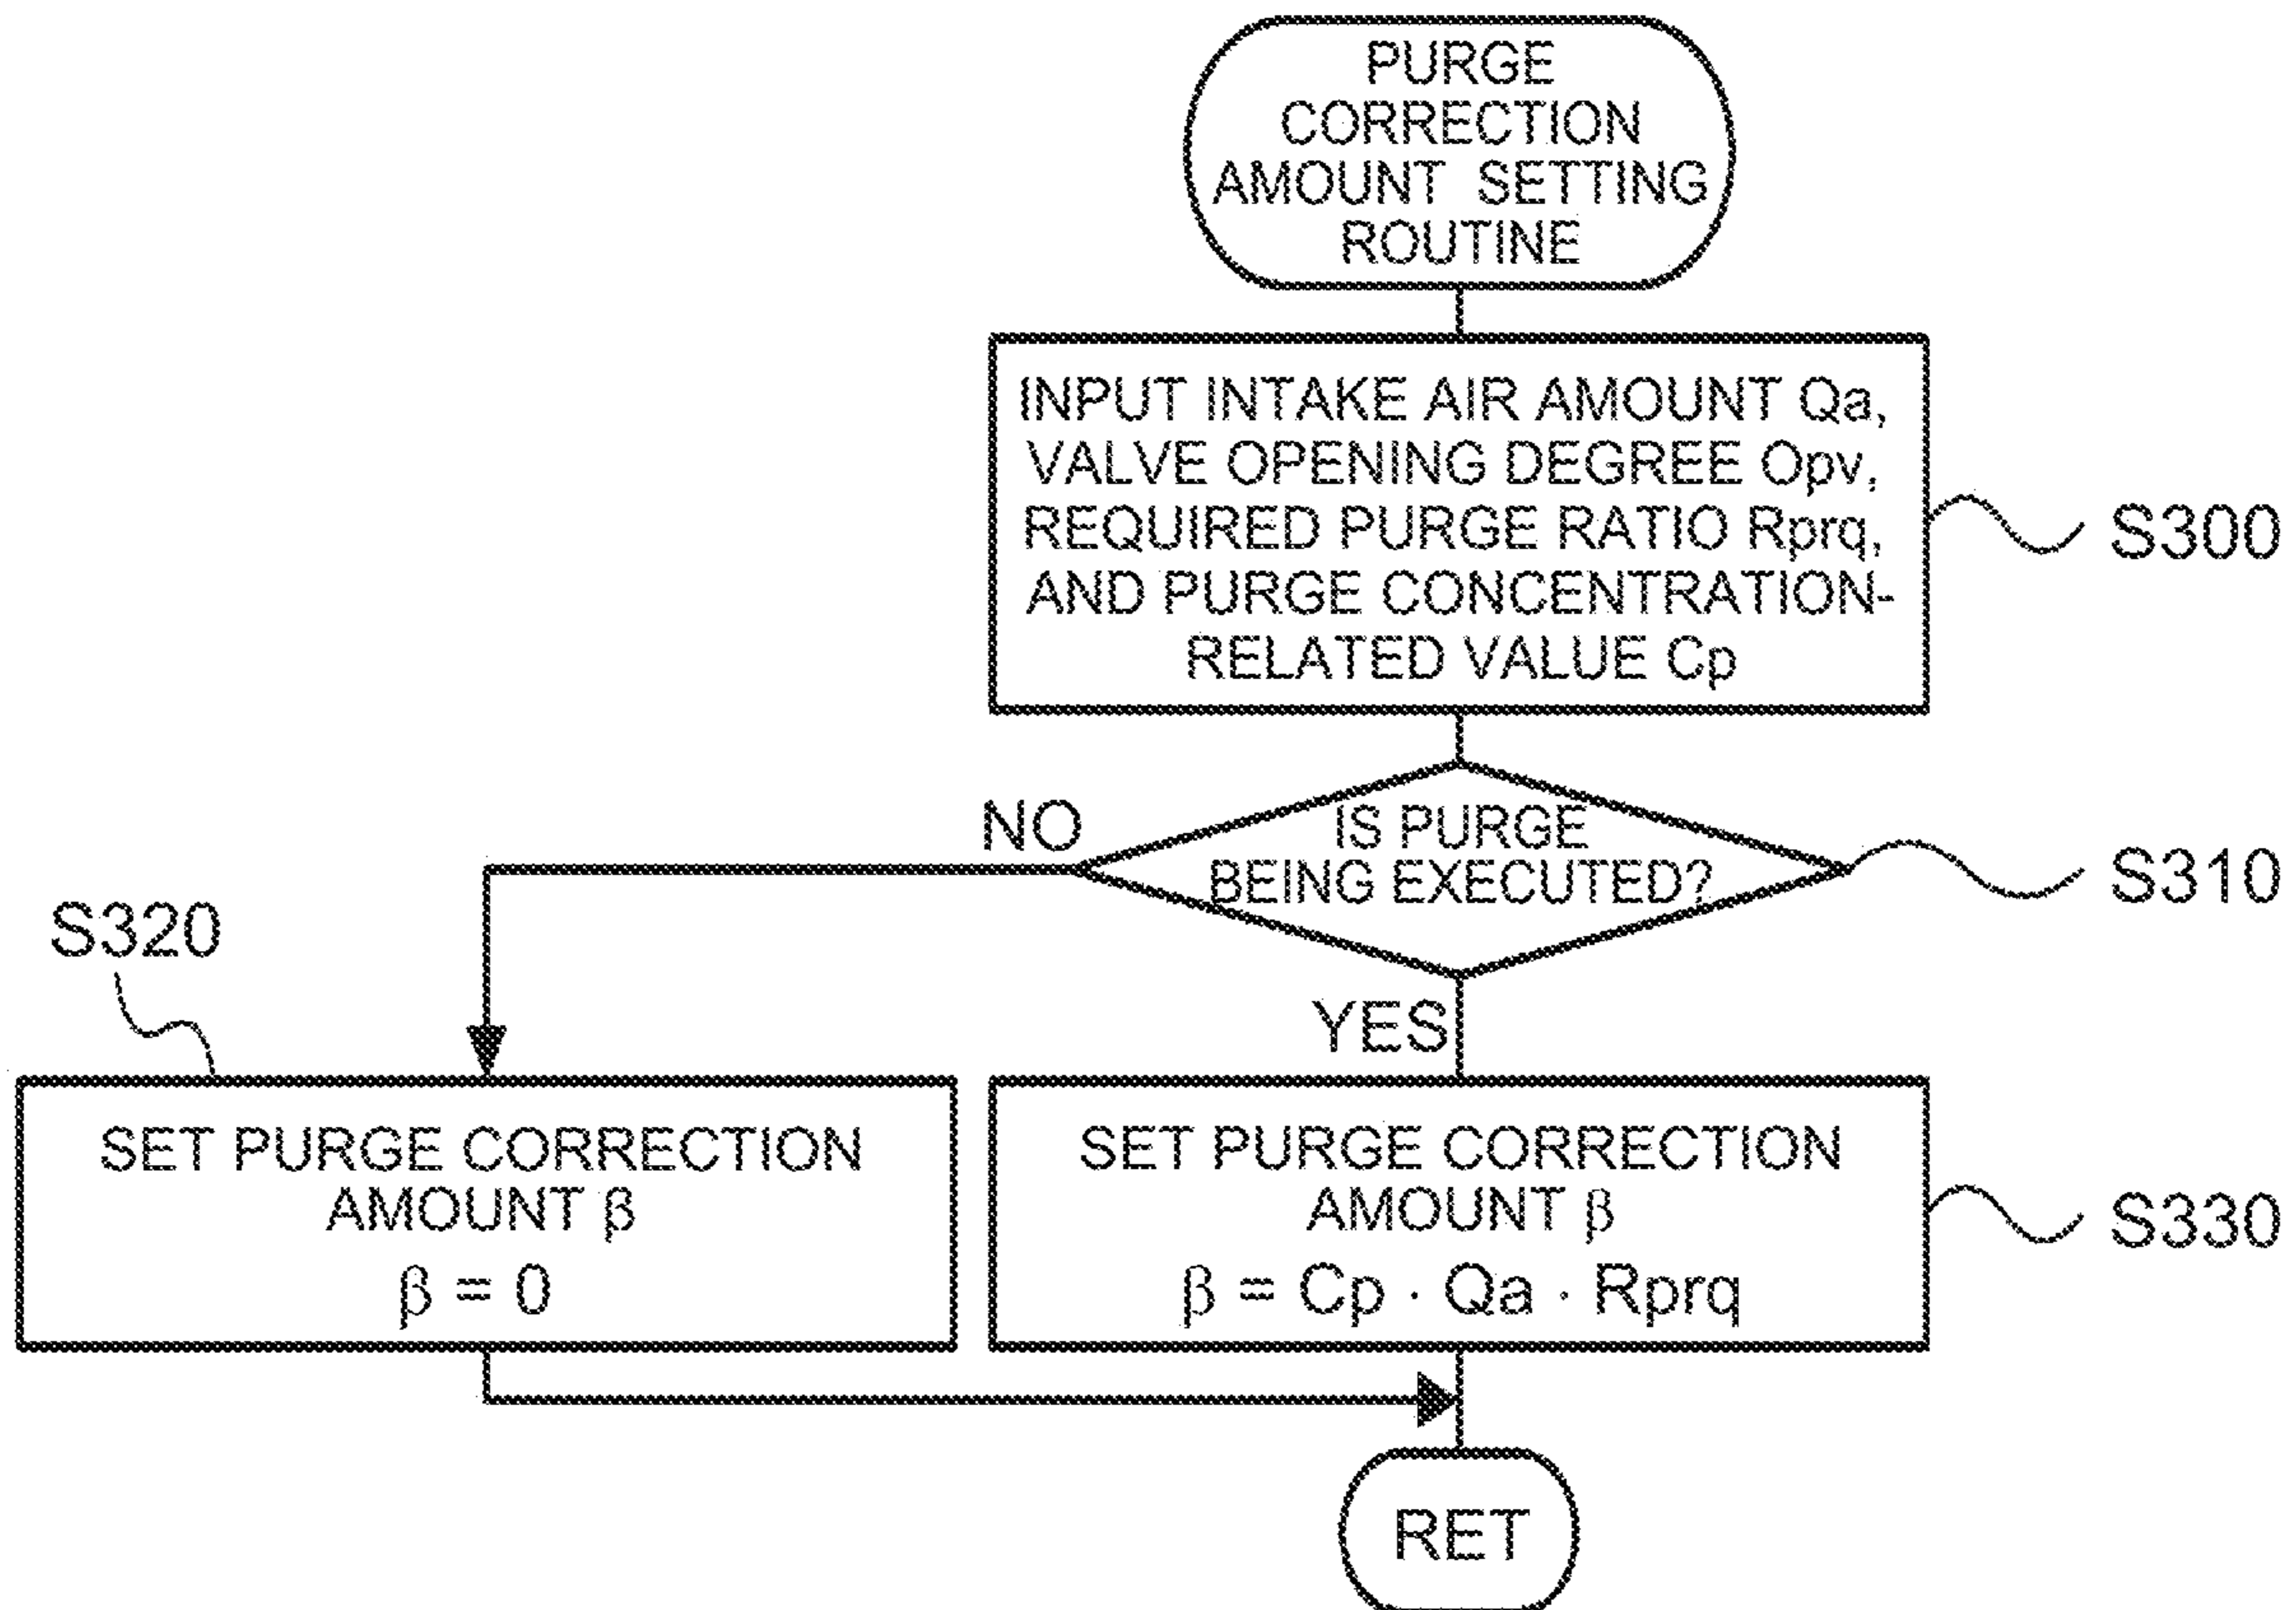 PURGE
CORRECTION
AMOUNT SETTING
ROUTINE
INPUT INTAKE AIR AMOUNT Qa,
VALVE OPENING DEGREE Opv,
REQUIRED PURGE RATIO Rprq,
AND PURGE CONCENTRATION-
RELATED VALUE Cp
S300
NO
IS PURGE
BEING EXECUTED?
S310
S320
YES
SET PURGE CORRECTION
AMOUNT β
β = 0
SET PURGE CORRECTION
AMOUNT β
β = Cp · Qa · Rprq
S330
RET